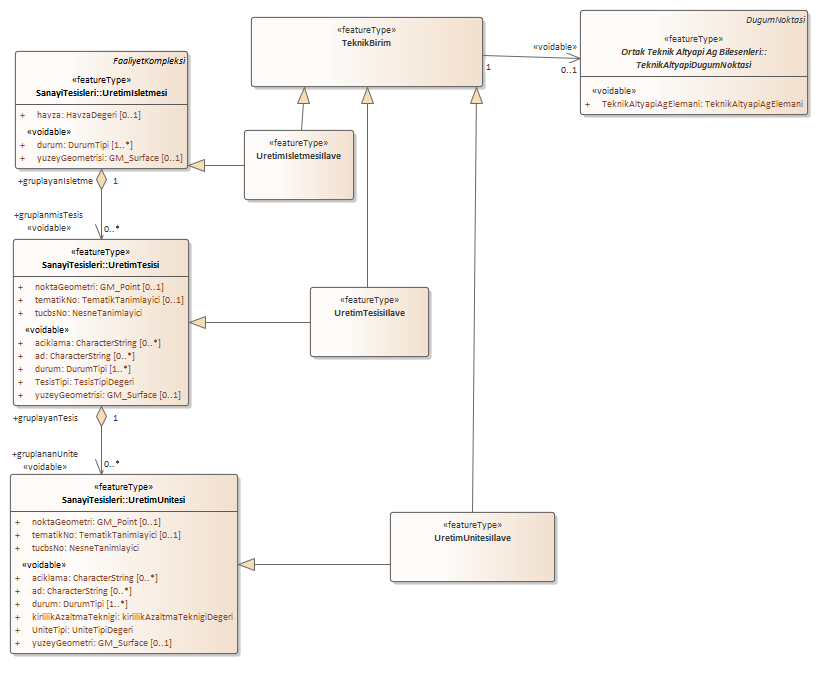 «featureType»
TeknikBirim
«voidable»
1
0..1
DugumNoktasi
«featureType»
Ortak Teknik Altyapi Ag Bilesenleri::
TeknikAltyapiDugumNoktasi
«voidable»
+ TeknikAltyapiAgElemani: TeknikAltyapiAgElemani
FaaliyetKompleksi
«featureType»
SanayiTesisleri::UretimIsletmesi
+ havza: HavzaDegeri [0..1]
«voidable»
+ durum: DurumTipi [1..*]
+ yuzeyGeometrisi: GM_Surface [0..1]
«featureType»
UretimIsletmesiIlave
+gruplayanIsletme
1
+gruplanmisTesis
«voidable»
0..*
«featureType»
SanayiTesisleri::UretimTesisi
+ noktaGeometri: GM_Point [0..1]
+ tematikNo: TematikTanimlayici [0..1]
+ tucbsNo: NesneTanimlayici
«voidable»
+ aciklama: CharacterString [0..*]
+ ad: CharacterString [0..*]
+ durum: DurumTipi [1..*]
+ TesisTipi: TesisTipiDegeri
+ yuzeyGeometrisi: GM_Surface [0..1]
«featureType»
UretimTesisiIlave
+gruplayanTesis
1
+gruplananUnite
«voidable»
0..*
«featureType»
SanayiTesisleri::UretimUnitesi
+ noktaGeometri: GM_Point [0..1]
+ tematikNo: TematikTanimlayici [0..1]
+ tucbsNo: NesneTanimlayici
«voidable»
+ aciklama: CharacterString [0..*]
+ ad: CharacterString [0..*]
+ durum: DurumTipi [1..*]
+ kirlilikAzaltmaTeknigi: kirlilikAzaltmaTeknigiDegeri
+ UniteTipi: UniteTipiDegeri
+ yuzeyGeometri: GM_Surface [0..1]
«featureType»
UretimUnitesiIlave